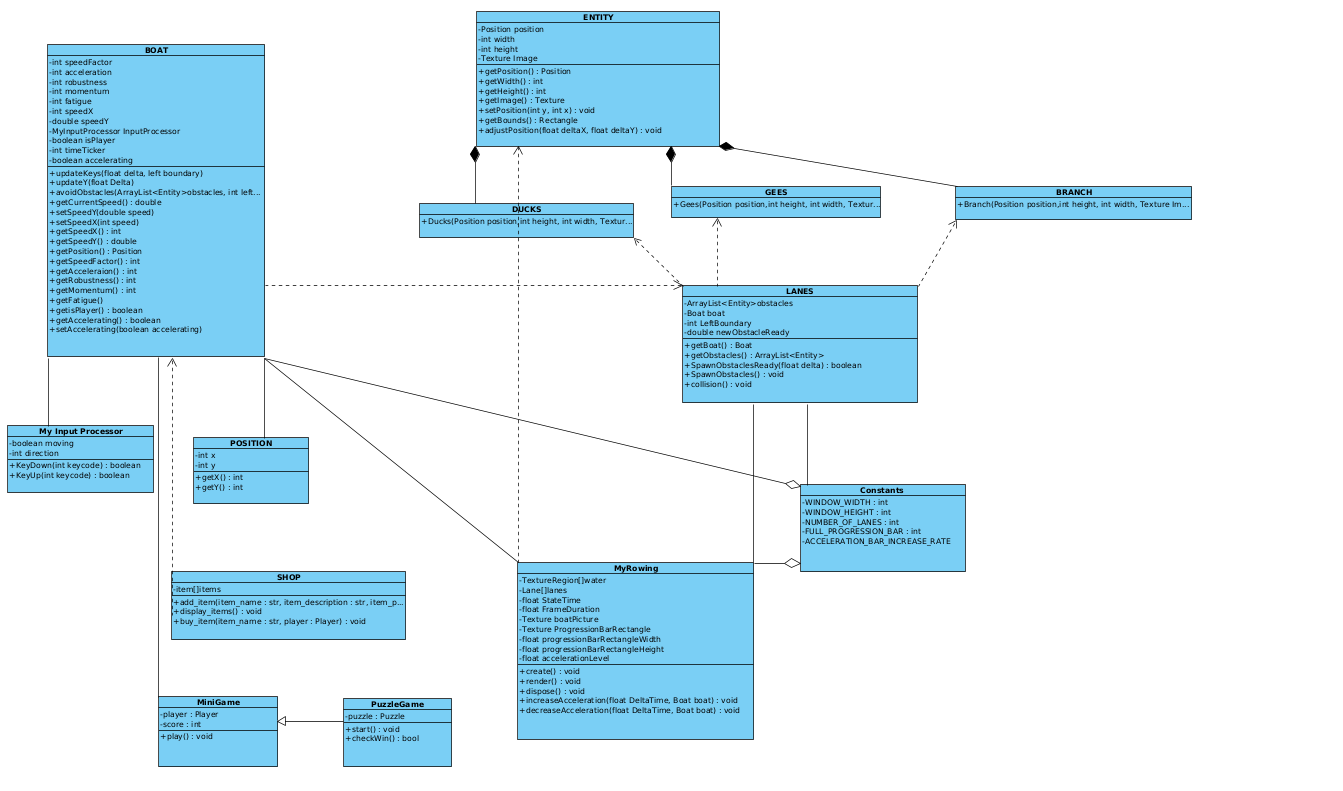 BOAT
-int speedFactor
-int acceleration
-int robustness
-int momentum
-int fatigue
-int speedX
-double speedY
-MyInputProcessor InputProcessor
-boolean isPlayer
-int timeTicker
-boolean accelerating
+updateKeys(float delta, left boundary)
+updateY(float Delta)
+avoidObstacles(ArrayList<Entity>obstacles, int left...
+getCurrentSpeed() : double
+setSpeedY(double speed)
+setSpeedX(int speed)
+getSpeedX() : int
+getSpeedY() : double
+getPosition() : Position
+getSpeedFactor() : int
+getAcceleraion() : int
+getRobustness() : int
+getMomentum() : int
+getFatigue()
+getisPlayer() : boolean
+getAccelerating() : boolean
+setAccelerating(boolean accelerating)
ENTITY
-Position position
-int width
-int height
-Texture Image
+getPosition() : Position
+getWidth() : int
+getHeight() : int
+getImage() : Texture
+setPosition(int y, int x) : void
+getBounds() : Rectangle
+adjustPosition(float deltaX, float deltaY) : void
DUCKS
+Ducks(Position position,int height, int width, Textur...
GEES
+Gees(Position position,int height, int width, Textur...
BRANCH
+Branch(Position position,int height, int width, Texture Im...
LANES
-ArrayList<Entity>obstacles
-Boat boat
-int LeftBoundary
-double newObstacleReady
+getBoat() : Boat
+getObstacles() : ArrayList<Entity>
+SpawnObstaclesReady(float delta) : boolean
+SpawnObstacles() : void
+collision() : void
My Input Processor
-boolean moving
-int direction
+KeyDown(int keycode) : boolean
+KeyUp(int keycode) : boolean
POSITION
-int x
-int y
+getX() : int
+getY() : int
Constants
-WINDOW_WIDTH : int
-WINDOW_HEIGHT : int
-NUMBER_OF_LANES : int
-FULL_PROGRESSION_BAR : int
-ACCELERATION_BAR_INCREASE_RATE
SHOP
-item[]items
+add_item(item_name : str, item_description : str, item_p...
+display_items() : void
+buy_item(item_name : str, player : Player) : void
MyRowing
-TextureRegion[]water
-Lane[]lanes
-float StateTime
-float FrameDuration
-Texture boatPicture
-Texture ProgressionBarRectangle
-float progressionBarRectangleWidth
-float progressionBarRectangleHeight
-float accelerationLevel
+create() : void
+render() : void
+dispose() : void
+increaseAcceleration(float DeltaTime, Boat boat) : void
+decreaseAcceleration(float DeltaTime, Boat boat) : void
MiniGame
-player : Player
-score : int
+play() : void
PuzzleGame
-puzzle : Puzzle
+start() : void
+checkWin() : bool